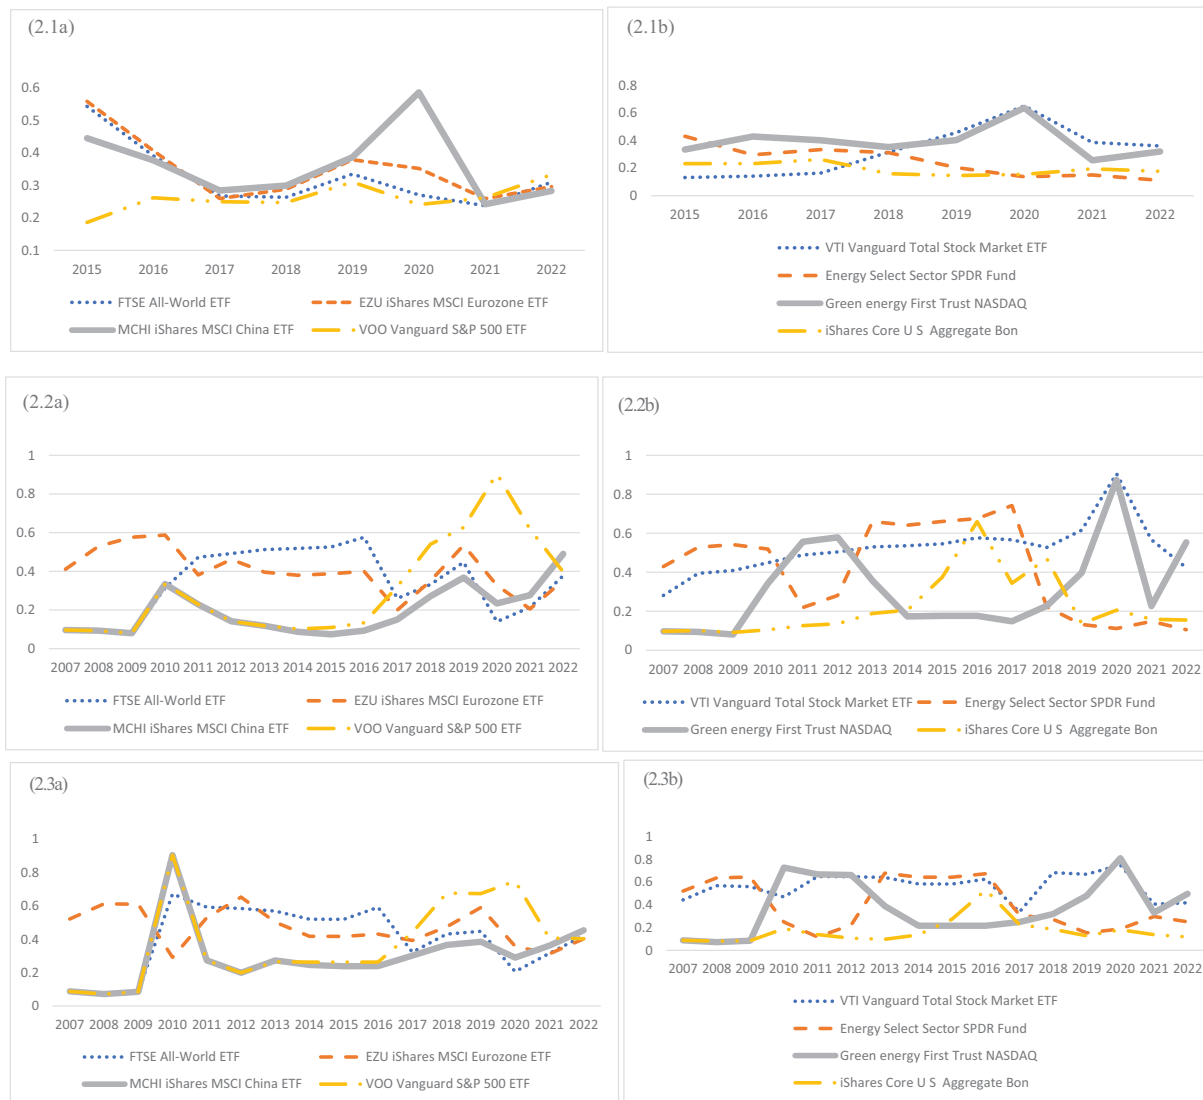 (2.1a)
0.6
0.5
0.4
0.3
0.2
0.1
2015 2016 2017 2018 2019 2020 2021 2022
FTSE All-World ETF EZU iShares MSCI Eurozone ETF
MCHI iShares MSCI China ETF VOO Vanguard S&P 500 ETF
(2.1b)
0.8
0.6
0.4
0.2
0
2015 2016 2017 2018 2019 2020 2021 2022
VTI Vanguard Total Stock Market ETF
Energy Select Sector SPDR Fund
Green energy First Trust NASDAQ
iShares Core U S Aggregate Bon
(2.2a)
1
0.8
0.6
0.4
0.2
0
2007 2008 2009 2010 2011 2012 2013 2014 2015 2016 2017 2018 2019 2020 2021 2022
FTSE All-World ETF EZU iShares MSCI Eurozone ETF
MCHI iShares MSCI China ETF VOO Vanguard S&P 500 ETF
(2.2b)
1
0.8
0.6
0.4
0.2
0
2007 2008 2009 2010 2011 2012 2013 2014 2015 2016 2017 2018 2019 2020 2021 2022
VTI Vanguard Total Stock Market ETF Energy Select Sector SPDR Fund
Green energy First Trust NASDAQ iShares Core U S Aggregate Bon
(2.3a)
1
0.8
0.6
0.4
0.2
0
2007 2008 2009 2010 2011 2012 2013 2014 2015 2016 2017 2018 2019 2020 2021 2022
FTSE All-World ETF EZU iShares MSCI Eurozone ETF
MCHI iShares MSCI China ETF VOO Vanguard S&P 500 ETF
(2.3b)
1
0.8
0.6
0.4
0.2
0
2007 2008 2009 2010 2011 2012 2013 2014 2015 2016 2017 2018 2019 2020 2021 2022
VTI Vanguard Total Stock Market ETF
Energy Select Sector SPDR Fund
Green energy First Trust NASDAQ
iShares Core U S Aggregate Bon